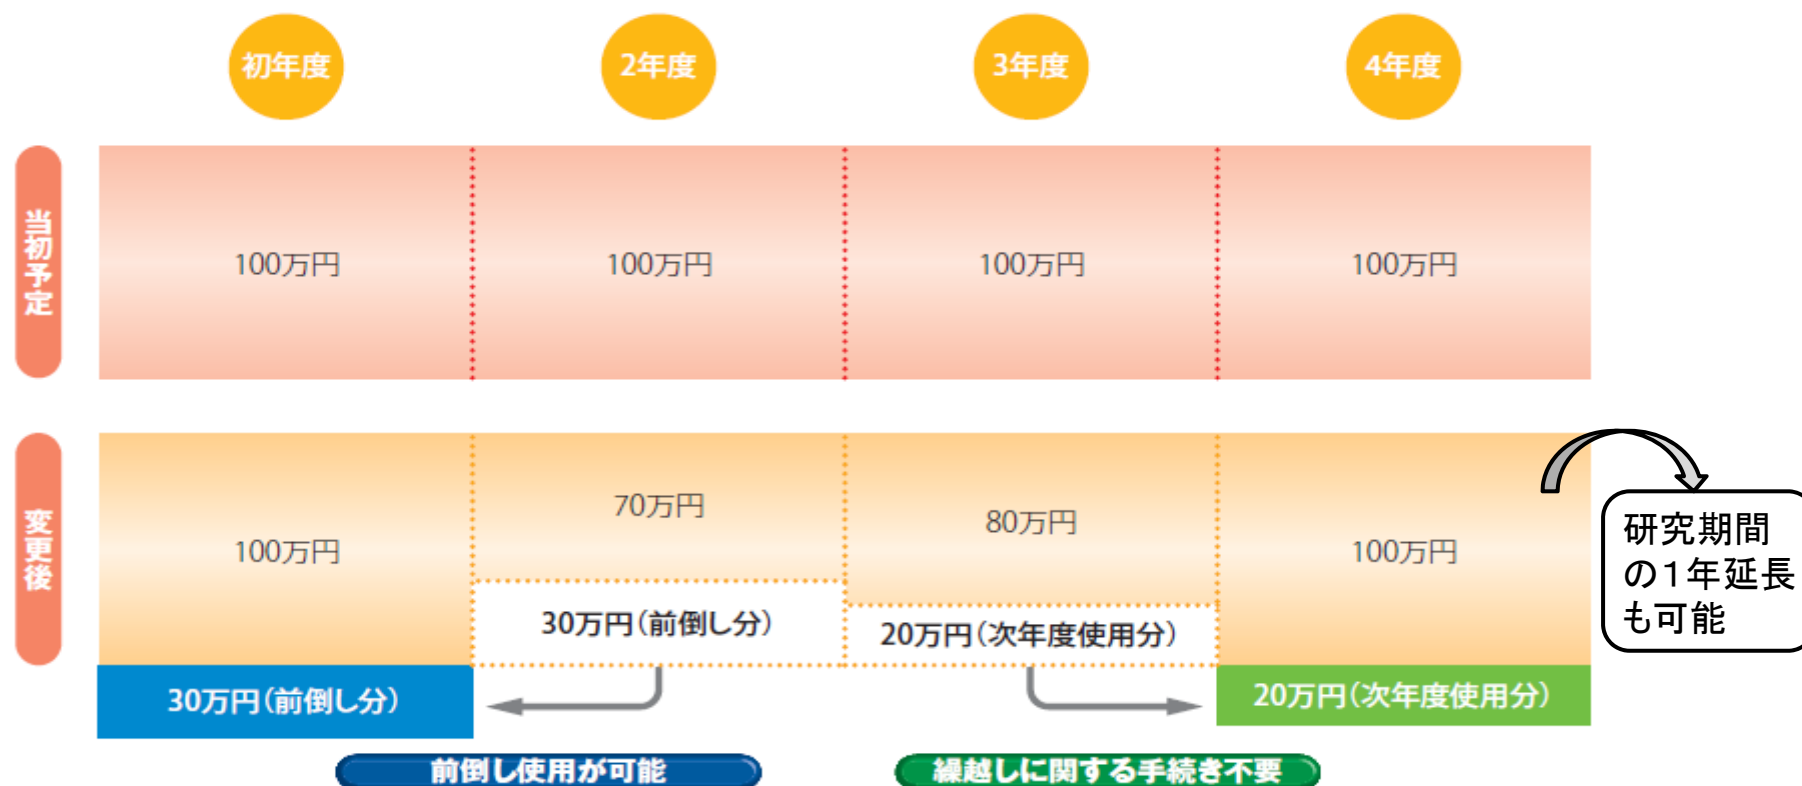 初年度
2年度
3年度
4年度
当初予定
100万円
100万円
100万円
100万円
変更後
100万円
70万円
80万円
100万円
30万円(前倒し分)
20万円(次年度使用分)
30万円(前倒し分)
20万円(次年度使用分)
研究期間
の1年延長
も可能
前倒し使用が可能
繰越しに関する手続き不要